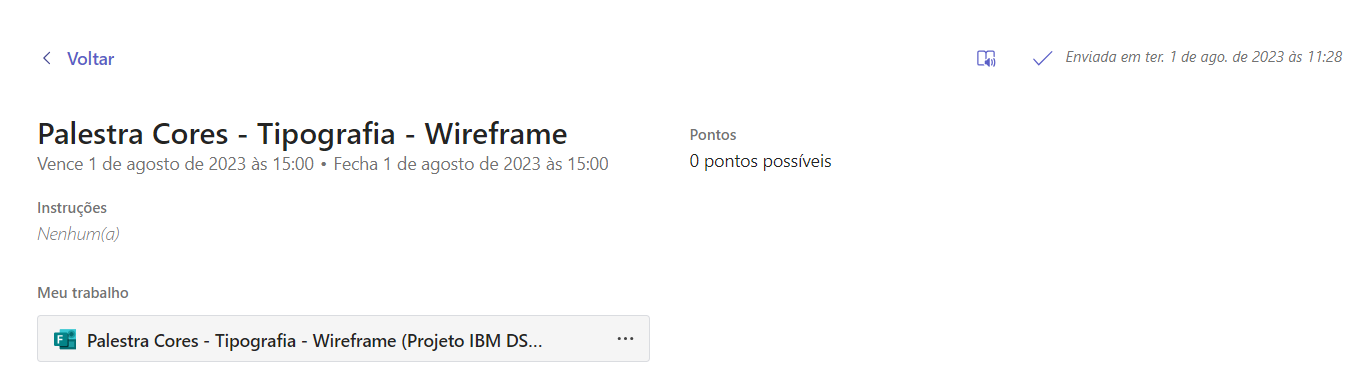 Voltar
Enviada em ter. 1 de ago. de 2023 às 11:28
Palestra Cores - Tipografia - Wireframe
Vence 1 de agosto de 2023 às 15:00 • Fecha 1 de agosto de 2023 às 15:00
Pontos
0 pontos possíveis
Instruções
Nenhum(a)
Meu trabalho
Palestra Cores - Tipografia - Wireframe (Projeto IBM DS...